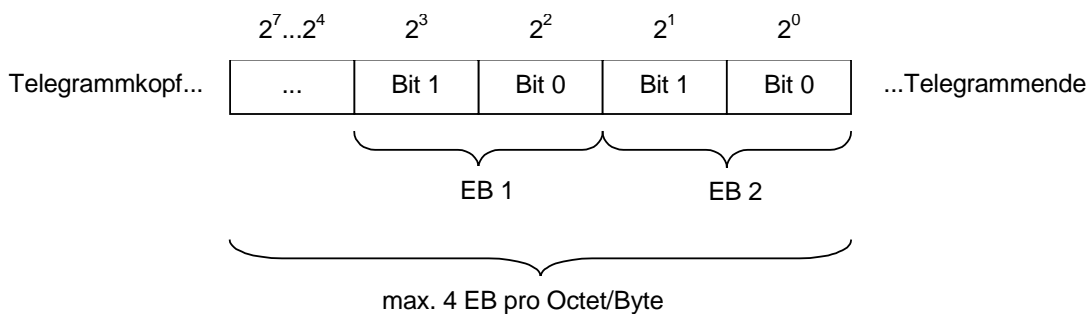 2⁷...2⁴ 2³ 2² 2¹ 2⁰
Telegrammkopf... ... Bit 1 Bit 0 Bit 1 Bit 0 ...Telegrammende
EB 1 EB 2
max. 4 EB pro Octet/Byte